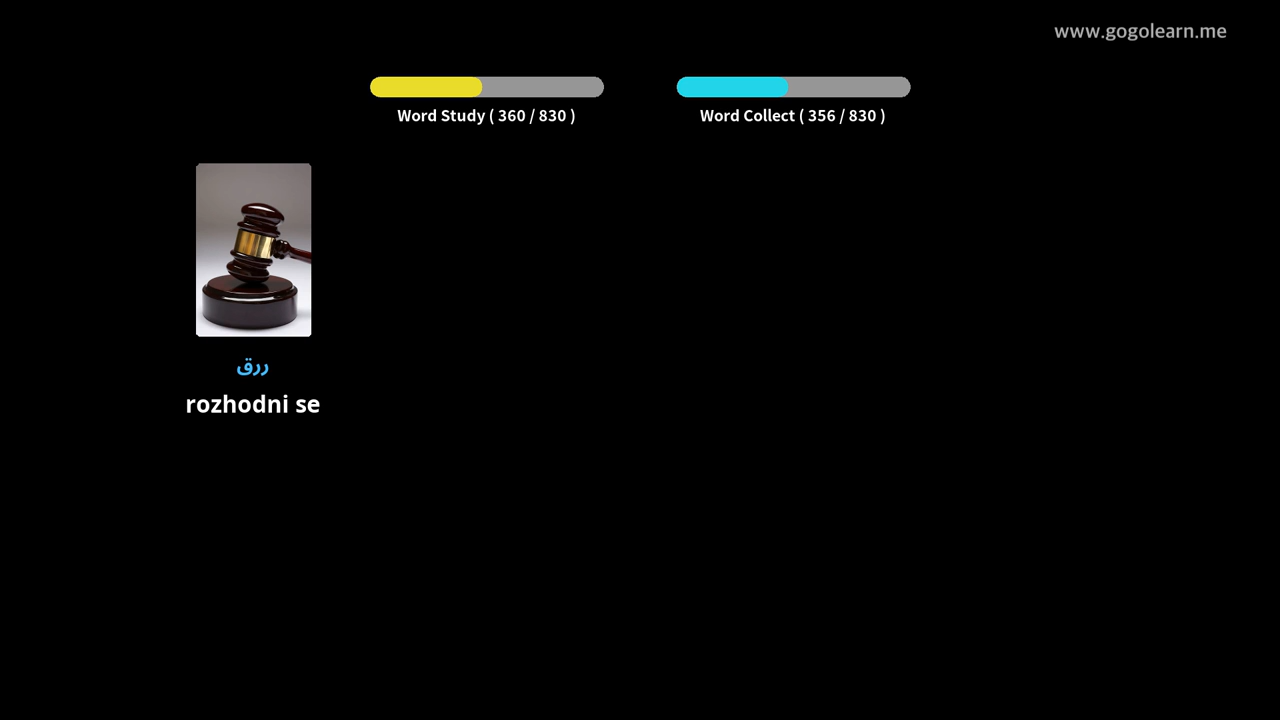 www.gogolearn.me
Word Study ( 360 / 830 )
Word Collect ( 356 / 830 )
ررق
rozhodni se